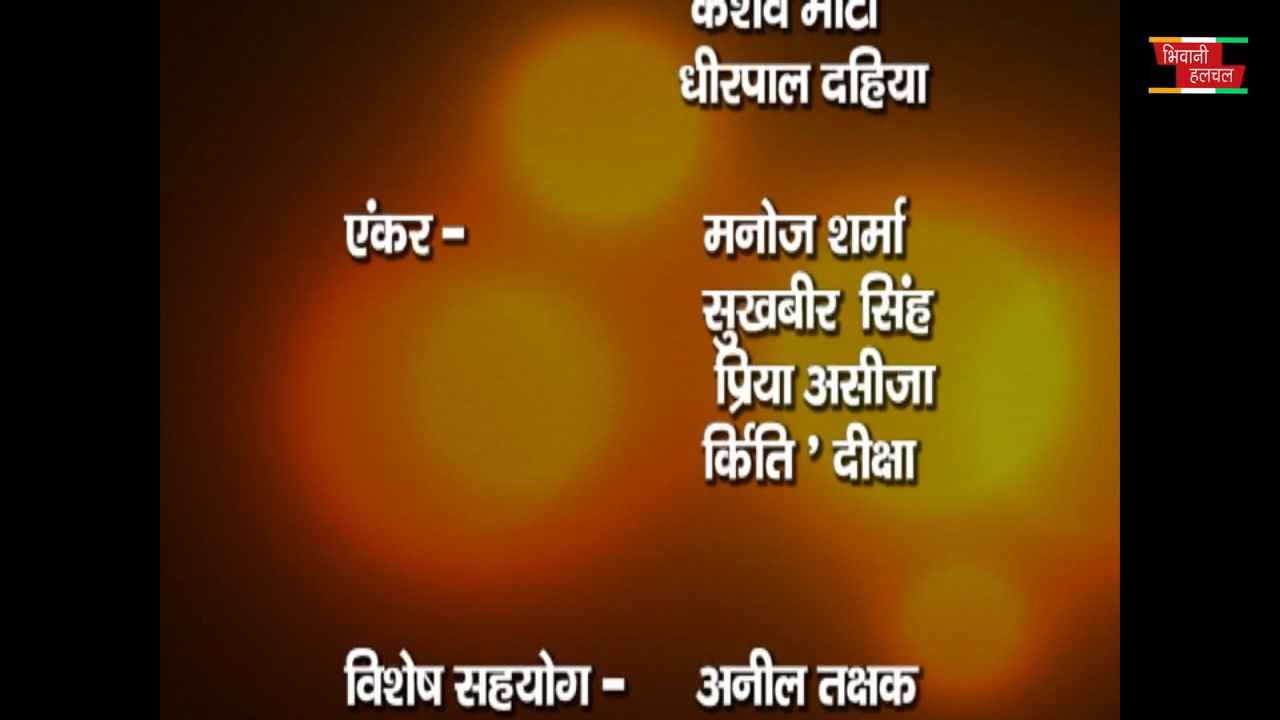 धीरपाल दहिया
भिवानी
हलचल
एंकर - मनोज शर्मा
सुखबीर सिंह
प्रिया असीजा
र्किति ' दीक्षा
विशेष सहयोग - अनील तक्षक